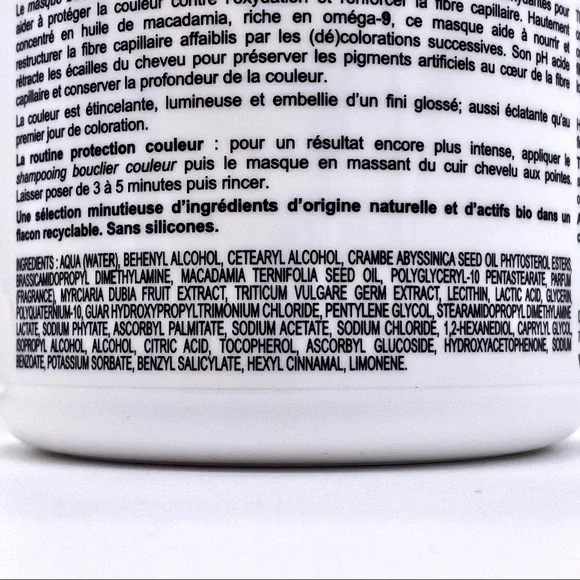 Le masque
aider à protéger la couleur contre l'oxydation et renforcer la fibre capillaire. Hautement
concentré en huile de macadamia, riche en oméga-9, ce masque aide à nourrir et
restructurer la fibre capillaire affaiblis par les (dé)colorations successives. Son pH acide
rétracte les écailles du cheveu pour préserver les pigments artificiels au cœur de la fibre
capillaire et conserver la profondeur de la couleur.
La couleur est étincelante, lumineuse et embellie d'un fini glossé; aussi éclatante qu'au
premier jour de coloration.
La routine protection couleur : pour un résultat encore plus intense, appliquer le
shampooing bouclier couleur puis le masque en massant du cuir chevelu aux pointes.
Laisser poser de 3 à 5 minutes puis rincer.
Une sélection minutieuse d'ingrédients d'origine naturelle et d'actifs bio dans un
flacon recyclable. Sans silicones.
INGREDIENTS : AQUA (WATER), BEHENYL ALCOHOL, CETEARYL ALCOHOL, CRAMBE ABYSSINICA SEED OIL PHYTOSTEROL ESTERS,
BRASSICAMIDOPROPYL DIMETHYLAMINE, MACADAMIA TERNIFOLIA SEED OIL, POLYGLYCERYL-10 PENTASTEARATE, PARFUM
(FRAGRANCE), MYRCIARIA DUBIA FRUIT EXTRACT, TRITICUM VULGARE GERM EXTRACT, LECITHIN, LACTIC ACID, GLYCERIN,
POLYQUATERNIUM-10, GUAR HYDROXYPROPYLTRIMONIUM CHLORIDE, PENTYLENE GLYCOL, STEARAMIDOPROPYL DIMETHYLAMINE
LACTATE, SODIUM PHYTATE, ASCORBYL PALMITATE, SODIUM ACETATE, SODIUM CHLORIDE, 1,2-HEXANEDIOL, CAPRYLYL GLYCOL,
ISOPROPYL ALCOHOL, ALCOHOL, CITRIC ACID, TOCOPHEROL, ASCORBYL GLUCOSIDE, HYDROXYACETOPHENONE, SODIUM
BENZOATE, POTASSIUM SORBATE, BENZYL SALICYLATE, HEXYL CINNAMAL, LIMONENE.